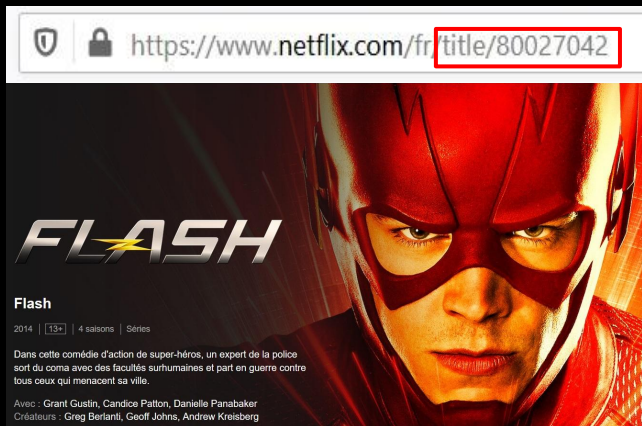 https://www.netflix.com/fr/title/80027042
FLASH
Flash
2014 | 13+ | 4 saisons | Séries
Dans cette comédie d'action de super-héros, un expert de la police
sort du coma avec des facultés surhumaines et part en guerre contre
tous ceux qui menacent sa ville.
Avec : Grant Gustin, Candice Patton, Danielle Panabaker
Créateurs : Greg Berlanti, Geoff Johns, Andrew Kreisberg